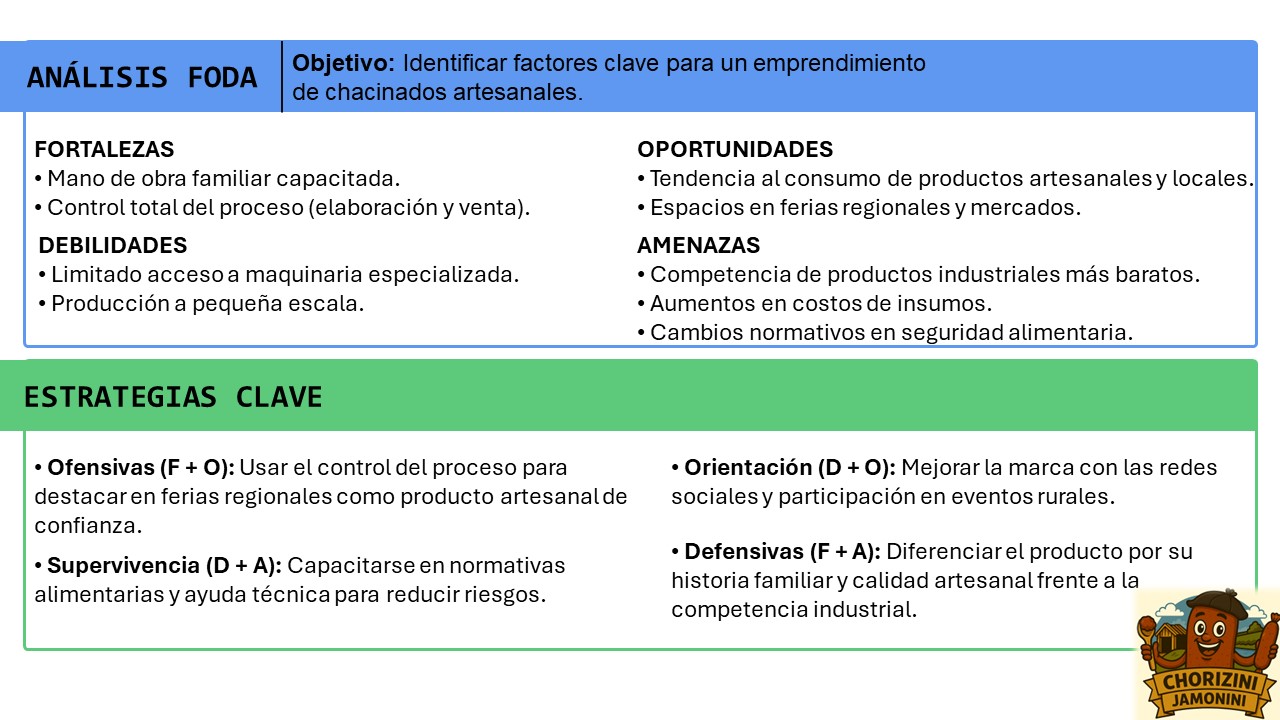 ANÁLISIS FODA
Objetivo: Identificar factores clave para un emprendimiento
de chacinados artesanales.
FORTALEZAS
• Mano de obra familiar capacitada.
• Control total del proceso (elaboración y venta).
DEBILIDADES
• Limitado acceso a maquinaria especializada.
• Producción a pequeña escala.
OPORTUNIDADES
• Tendencia al consumo de productos artesanales y locales.
• Espacios en ferias regionales y mercados.
AMENAZAS
• Competencia de productos industriales más baratos.
• Aumentos en costos de insumos.
• Cambios normativos en seguridad alimentaria.
ESTRATEGIAS CLAVE
• Ofensivas (F + O): Usar el control del proceso para
destacar en ferias regionales como producto artesanal de
confianza.
• Supervivencia (D + A): Capacitarse en normativas
alimentarias y ayuda técnica para reducir riesgos.
• Orientación (D + O): Mejorar la marca con las redes
sociales y participación en eventos rurales.
• Defensivas (F + A): Diferenciar el producto por su
historia familiar y calidad artesanal frente a la
competencia industrial.
CHORIZINI
JAMONINI